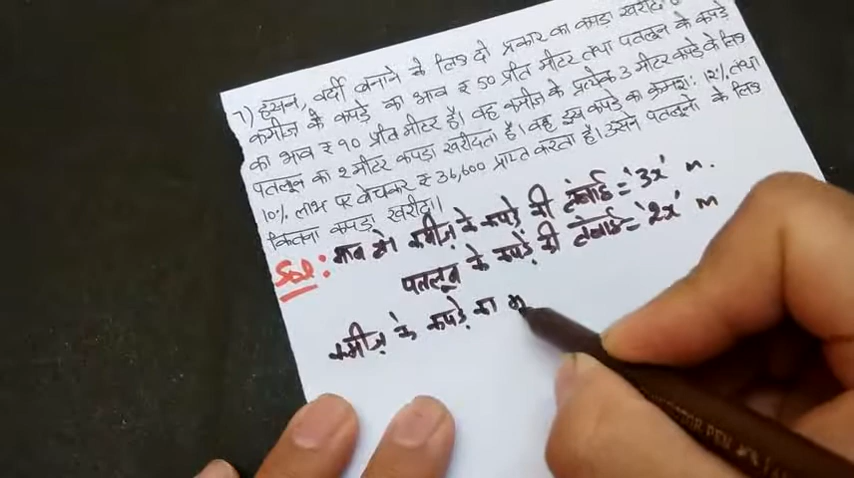 7) हसन, वर्दी बनाने के लिए दो प्रकार का कपड़ा खरीदता
कमीज़ के कपड़े का भाव ₹ 50 प्रति मीटर तथा पतलून के कपड़े
का भाव ₹ 90 प्रति मीटर है। वह कमीज़ के प्रत्येक 3 मीटर कपड़े के लिए
पतलून का 2 मीटर कपड़ा खरीदता है। वह इस कपड़े को क्रमशः 12% तथा
10% लाभ पर बेचकर ₹ 36,600 प्राप्त करता है। उसने पतलूनों के लिए
कितना कपड़ा खरीदा।
Sol: मान लो कमीज़ के कपड़े की लंबाई = '3x' m.
पतलून के कपड़े की लंबाई = '2x' m
कमीज़ के कपड़े का